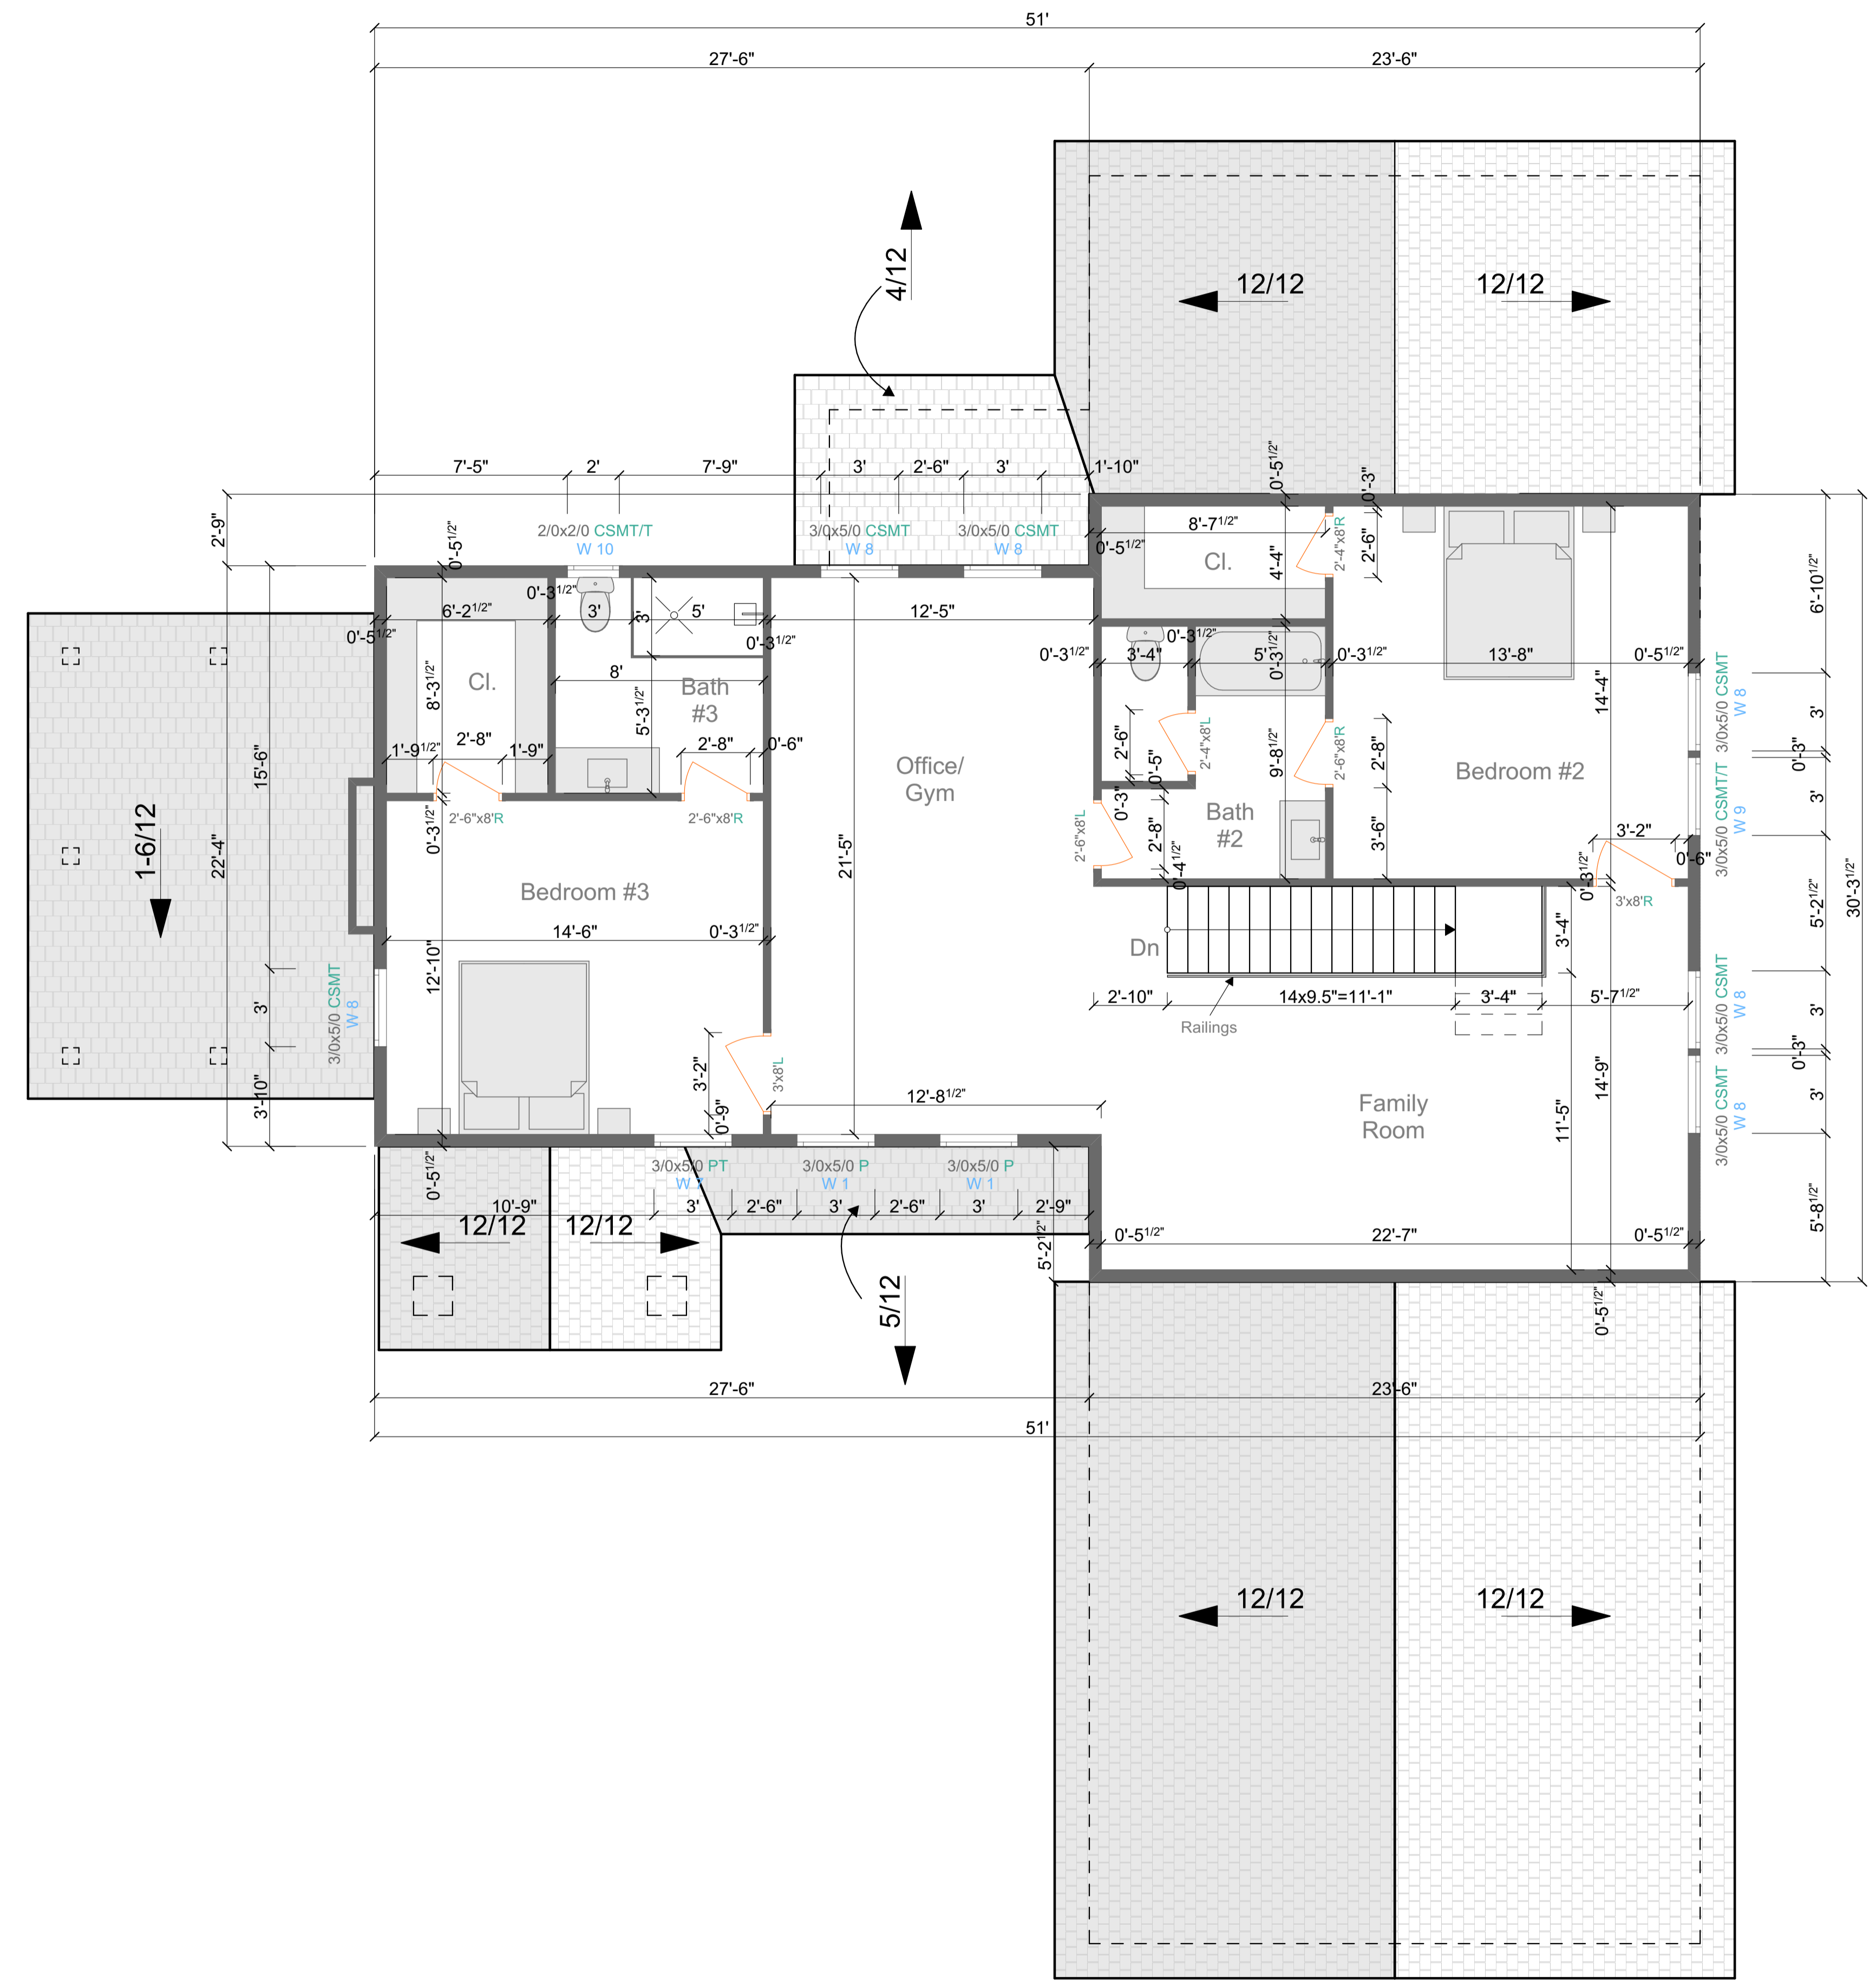 51'
27'-6" 23'-6"
12/12 12/12
4/12
7'-5" 2' 7'-9" 3' 2'-6" 3' 1'-10"
2'-9"
0'-5 1/2"
2/0x2/0 CSMT/T
W 10
3/0x5/0 CSMT
W 8
3/0x5/0 CSMT
W 8
0'-5 1/2"
0'-5 1/2"
8'-7 1/2"
4'-4"
Cl.
0'-3"
2'-4"x8'R
2'-6"
6'-10 1/2"
0'-5 1/2"
6'-2 1/2"
0'-3 1/2"
3'
3'
5'
0'-3 1/2"
12'-5"
8'-3 1/2"
Cl.
8'
5'-3 1/2"
Bath
#3
1'-9 1/2" 2'-8" 1'-9"
2'-8" 0'-6"
0'-3 1/2"
2'-6"x8'R
2'-6"x8'R
0'-3 1/2"
3'-4"
0'-3 1/2"
5'
0'-3 1/2"
0'-3 1/2"
13'-8"
0'-5 1/2"
14'-4"
Office/
Gym
2'-6"
0'-5"
2'-4"x8'L
9'-8 1/2"
2'-6"x8'R
2'-8"
Bedroom #2
3/0x5/0 CSMT
W 8
3'
0'-3"
3/0x5/0 CSMT/T
W 9
3'
1-6/12
22'-4"
15'-6"
21'-5"
2'-6"x8'L
0'-3"
2'-8"
0'-4 1/2"
Bath
#2
3'-6"
3'-2"
0'-6"
0'-3 1/2"
3'x8'R
5'-2 1/2"
30'-3 1/2"
Bedroom #3
14'-6" 0'-3 1/2"
12'-10"
3/0x5/0 CSMT
W 8
3'
3'-10"
Dn
3'-4"
2'-10" 14x9.5"=11'-1" 3'-4" 5'-7 1/2"
Railings
3/0x5/0 CSMT
W 8
3'
0'-3"
3/0x5/0 CSMT
W 8
3'
3'-2"
0'-9"
3'x8'L
12'-8 1/2"
Family
Room
11'-5"
14'-9"
5'-8 1/2"
0'-5 1/2"
3/0x5/0 PT
W 7
3/0x5/0 P
W 1
3/0x5/0 P
W 1
10'-9" 3' 2'-6" 3' 2'-6" 3' 2'-9"
12/12 12/12
5'-2 1/2"
0'-5 1/2" 22'-7" 0'-5 1/2"
0'-5 1/2"
5/12
27'-6" 23'-6"
51'
12/12 12/12